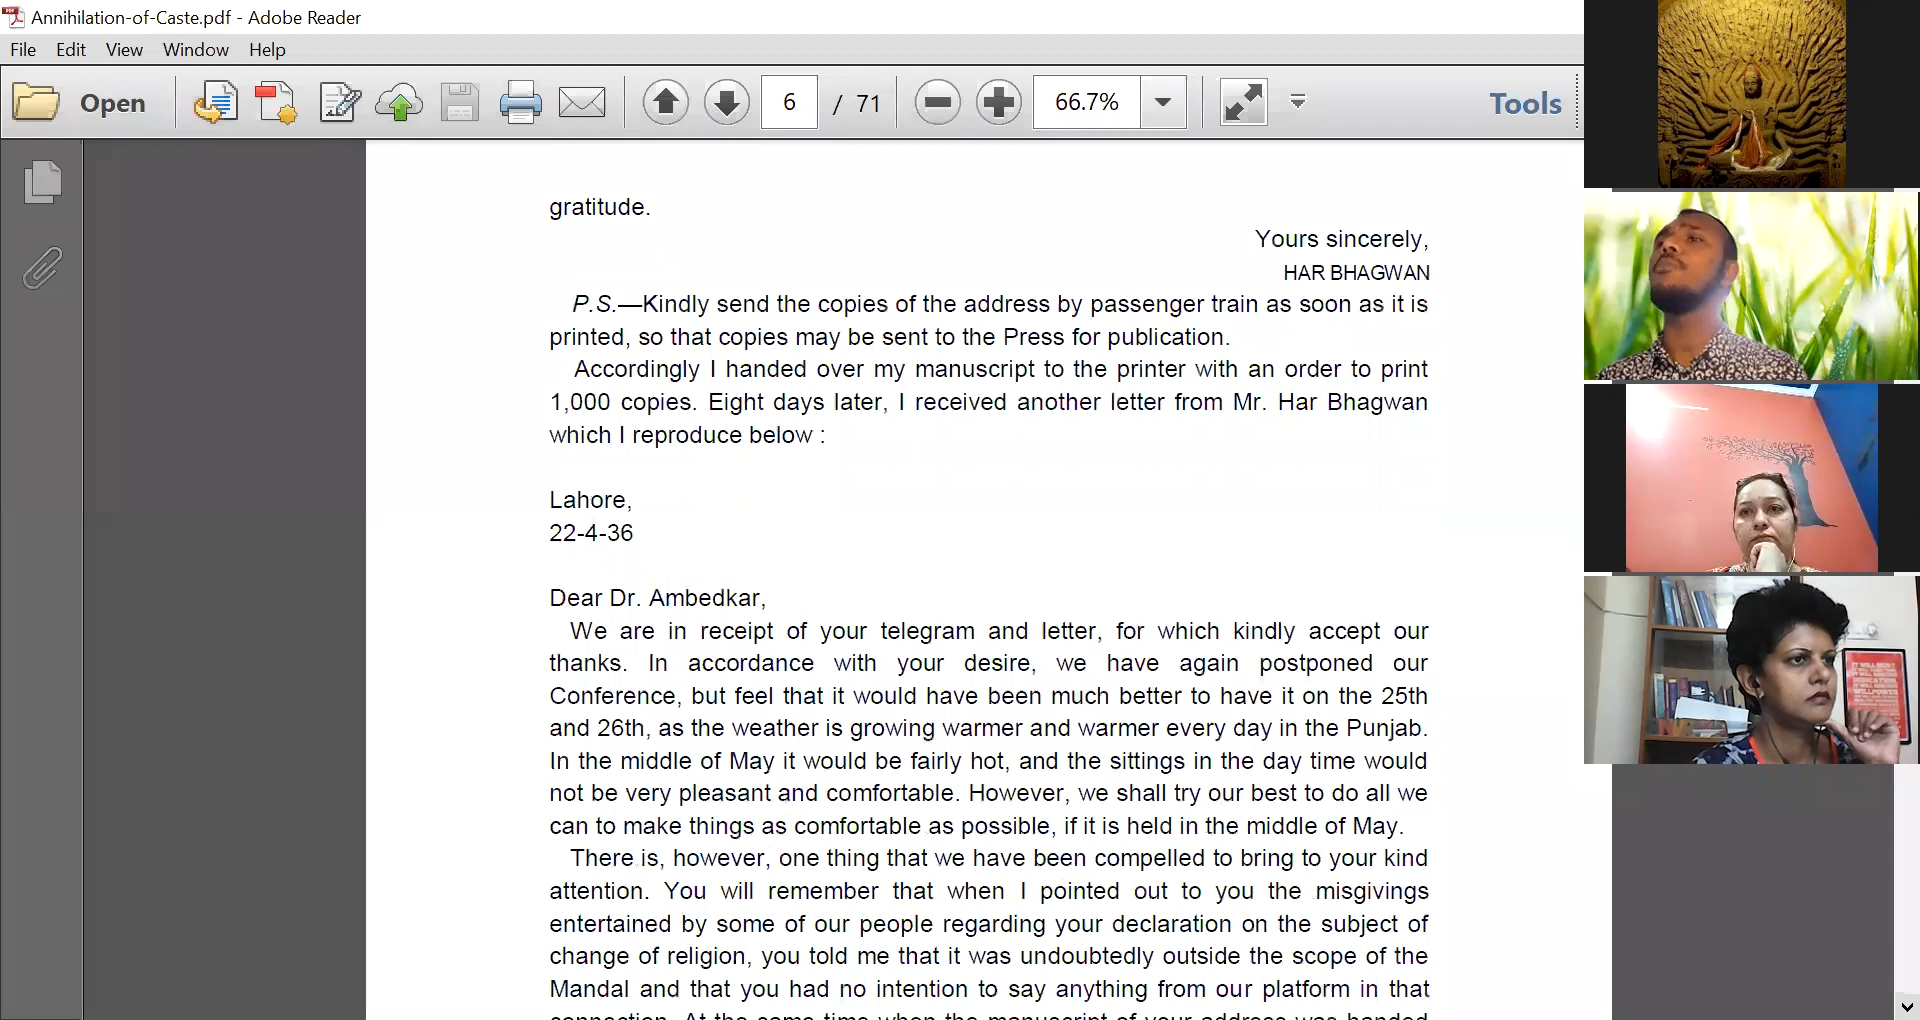 Annihilation-of-Caste.pdf - Adobe Reader
File Edit View Window Help
Open 6 / 71 66.7% Tools
gratitude.
Yours sincerely,
HAR BHAGWAN
P.S.—Kindly send the copies of the address by passenger train as soon as it is
printed, so that copies may be sent to the Press for publication.
Accordingly I handed over my manuscript to the printer with an order to print
1,000 copies. Eight days later, I received another letter from Mr. Har Bhagwan
which I reproduce below :
Lahore,
22-4-36
Dear Dr. Ambedkar,
We are in receipt of your telegram and letter, for which kindly accept our
thanks. In accordance with your desire, we have again postponed our
Conference, but feel that it would have been much better to have it on the 25th
and 26th, as the weather is growing warmer and warmer every day in the Punjab.
In the middle of May it would be fairly hot, and the sittings in the day time would
not be very pleasant and comfortable. However, we shall try our best to do all we
can to make things as comfortable as possible, if it is held in the middle of May.
There is, however, one thing that we have been compelled to bring to your kind
attention. You will remember that when I pointed out to you the misgivings
entertained by some of our people regarding your declaration on the subject of
change of religion, you told me that it was undoubtedly outside the scope of the
Mandal and that you had no intention to say anything from our platform in that
connection. At the same time when the manuscript of your address was handed